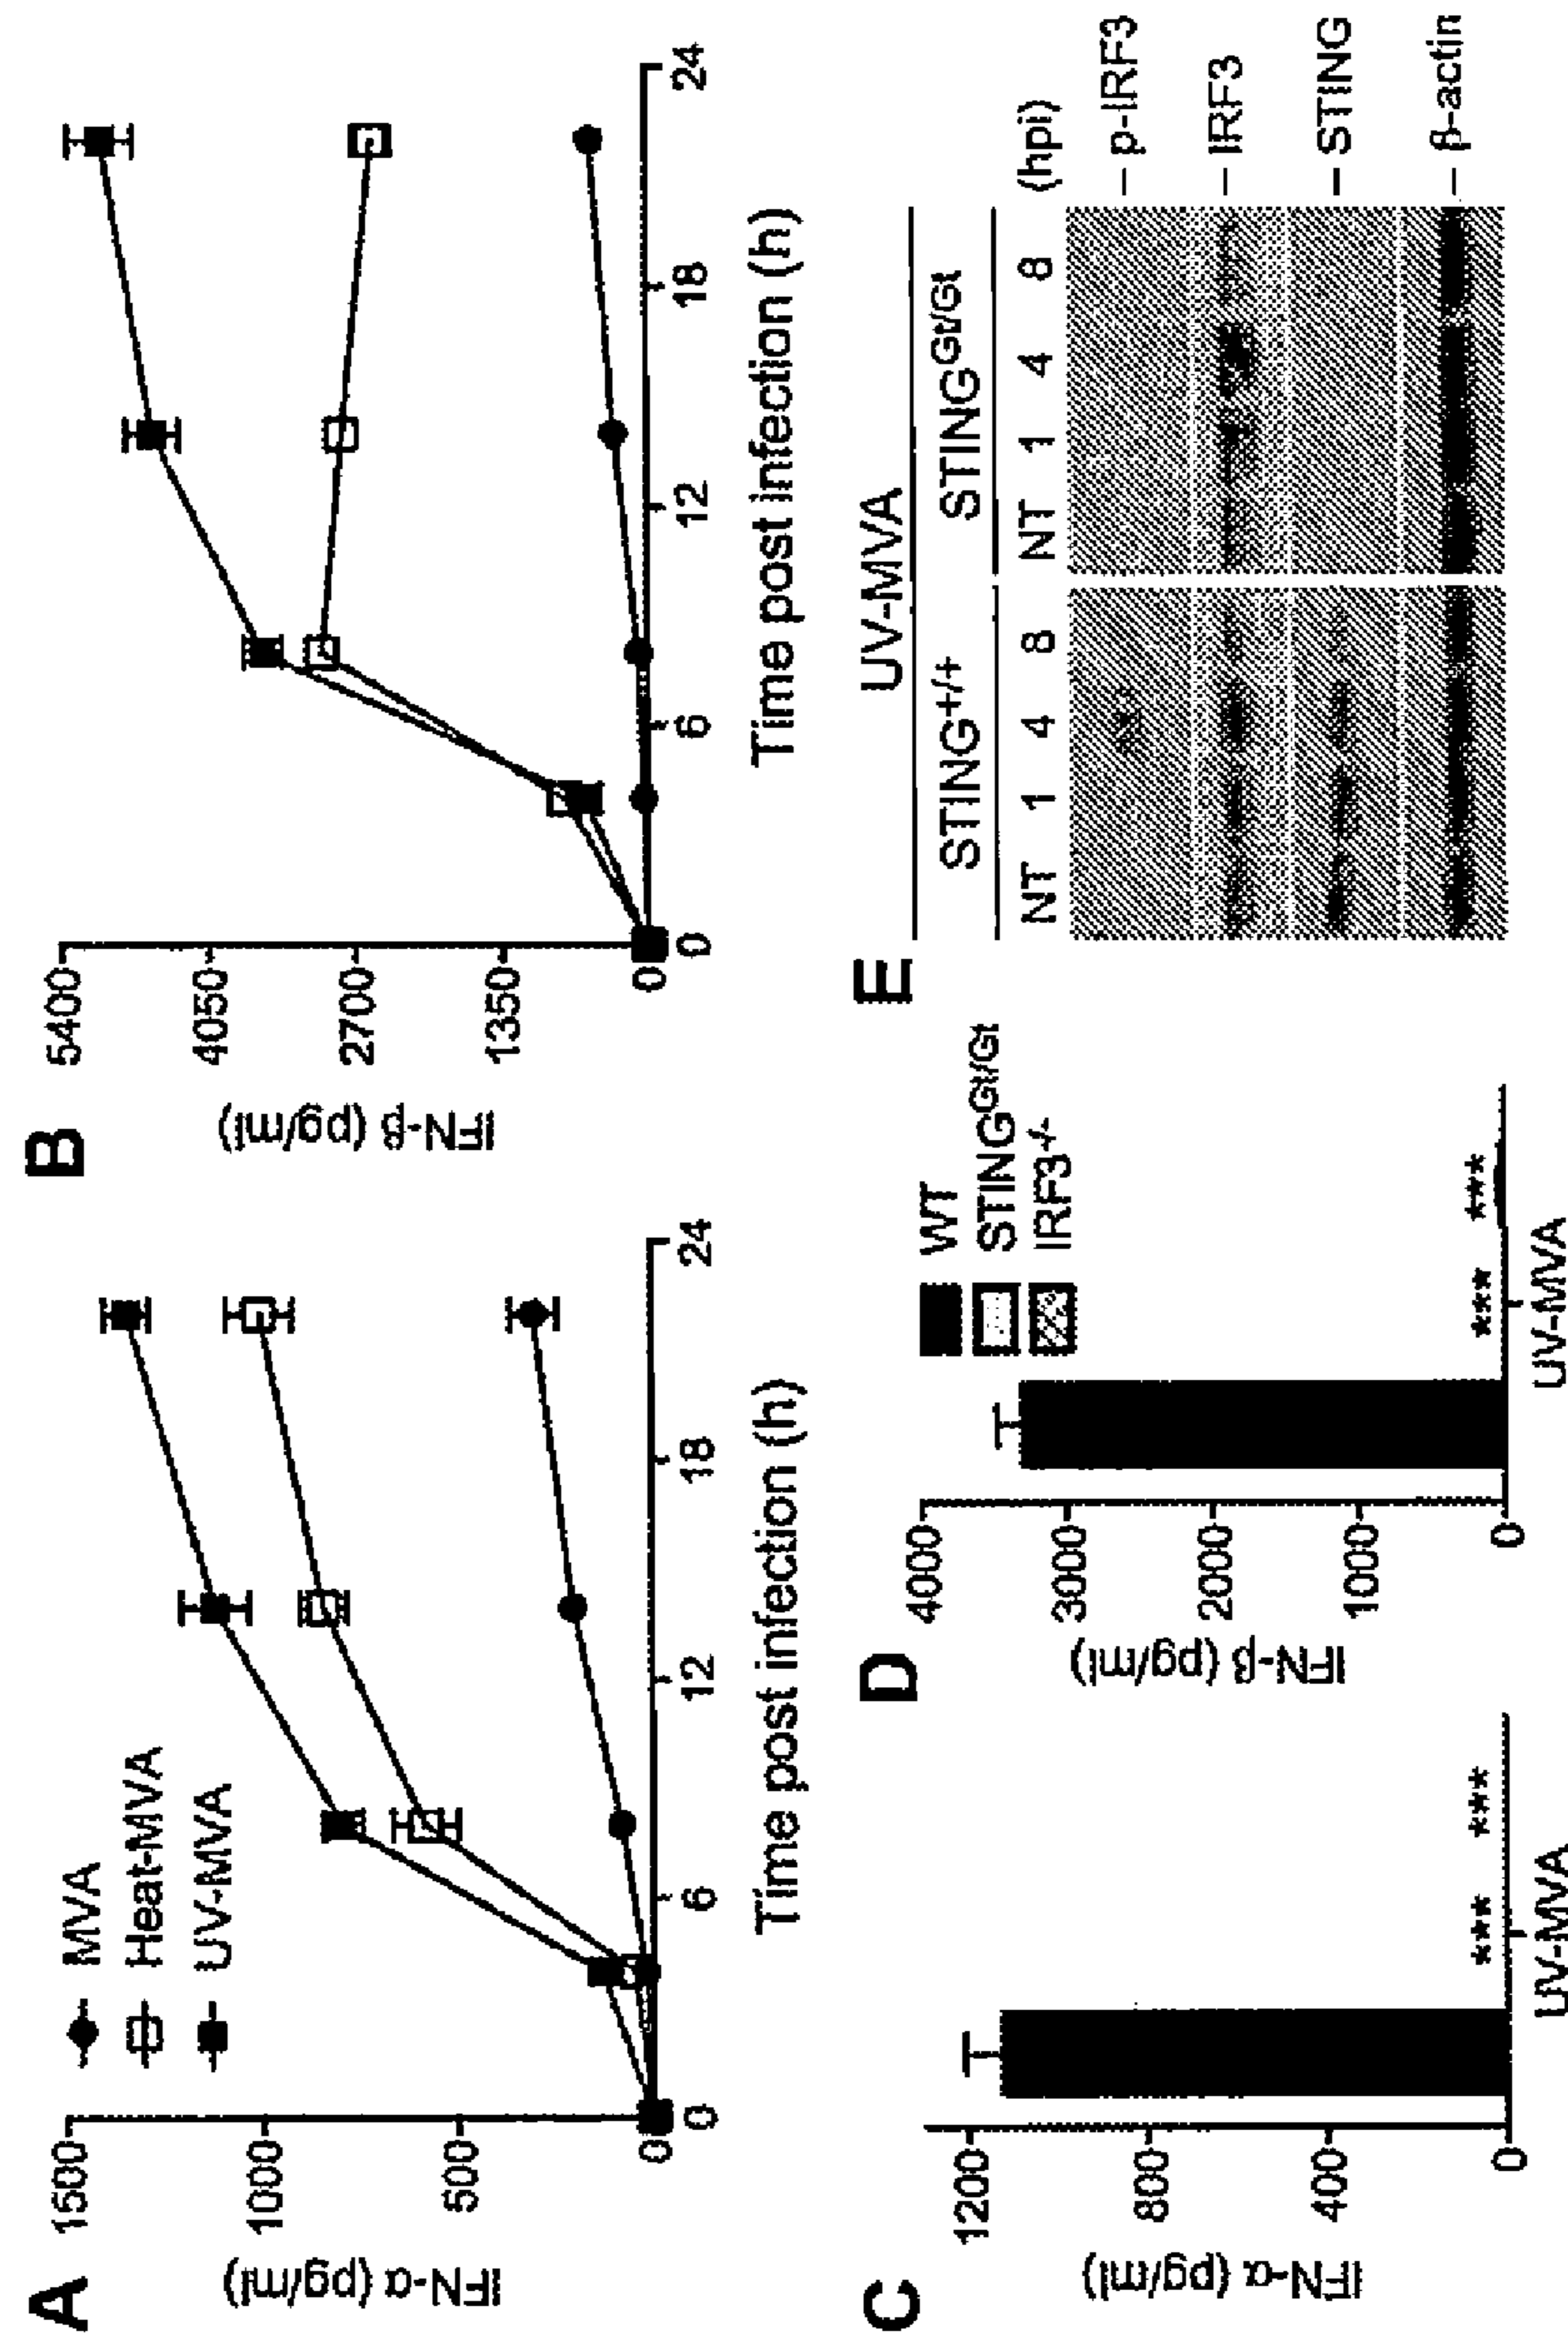 A
IFN-α (pg/ml)
1500
1000
500
0
MVA
Heat-MVA
UV-MVA
0 6 12 18 24
Time post infection (h)
B
IFN-β (pg/ml)
5400
4050
2700
1350
0
0 6 12 18 24
Time post infection (h)
C
IFN-α (pg/ml)
1200
800
400
0
*** ***
UV-MVA
D
IFN-β (pg/ml)
4000
3000
2000
1000
0
WT
STING^Gt/Gt
IRF3^-/-
*** ***
UV-MVA
E
UV-MVA
STING^+/+ STING^Gt/Gt
NT 1 4 8 NT 1 4 8 (hpi)
– p-IRF3
– IRF3
– STING
– β-actin